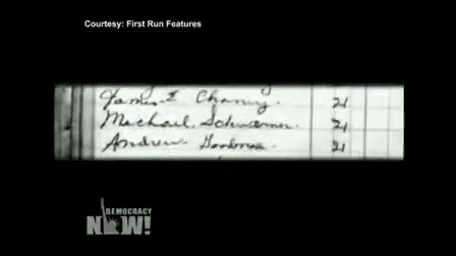 Courtesy: First Run Features
James E Chaney. 21
Michael Schwerner. 21
Andrew Goodman. 21
DEMOCRACY
NOW!